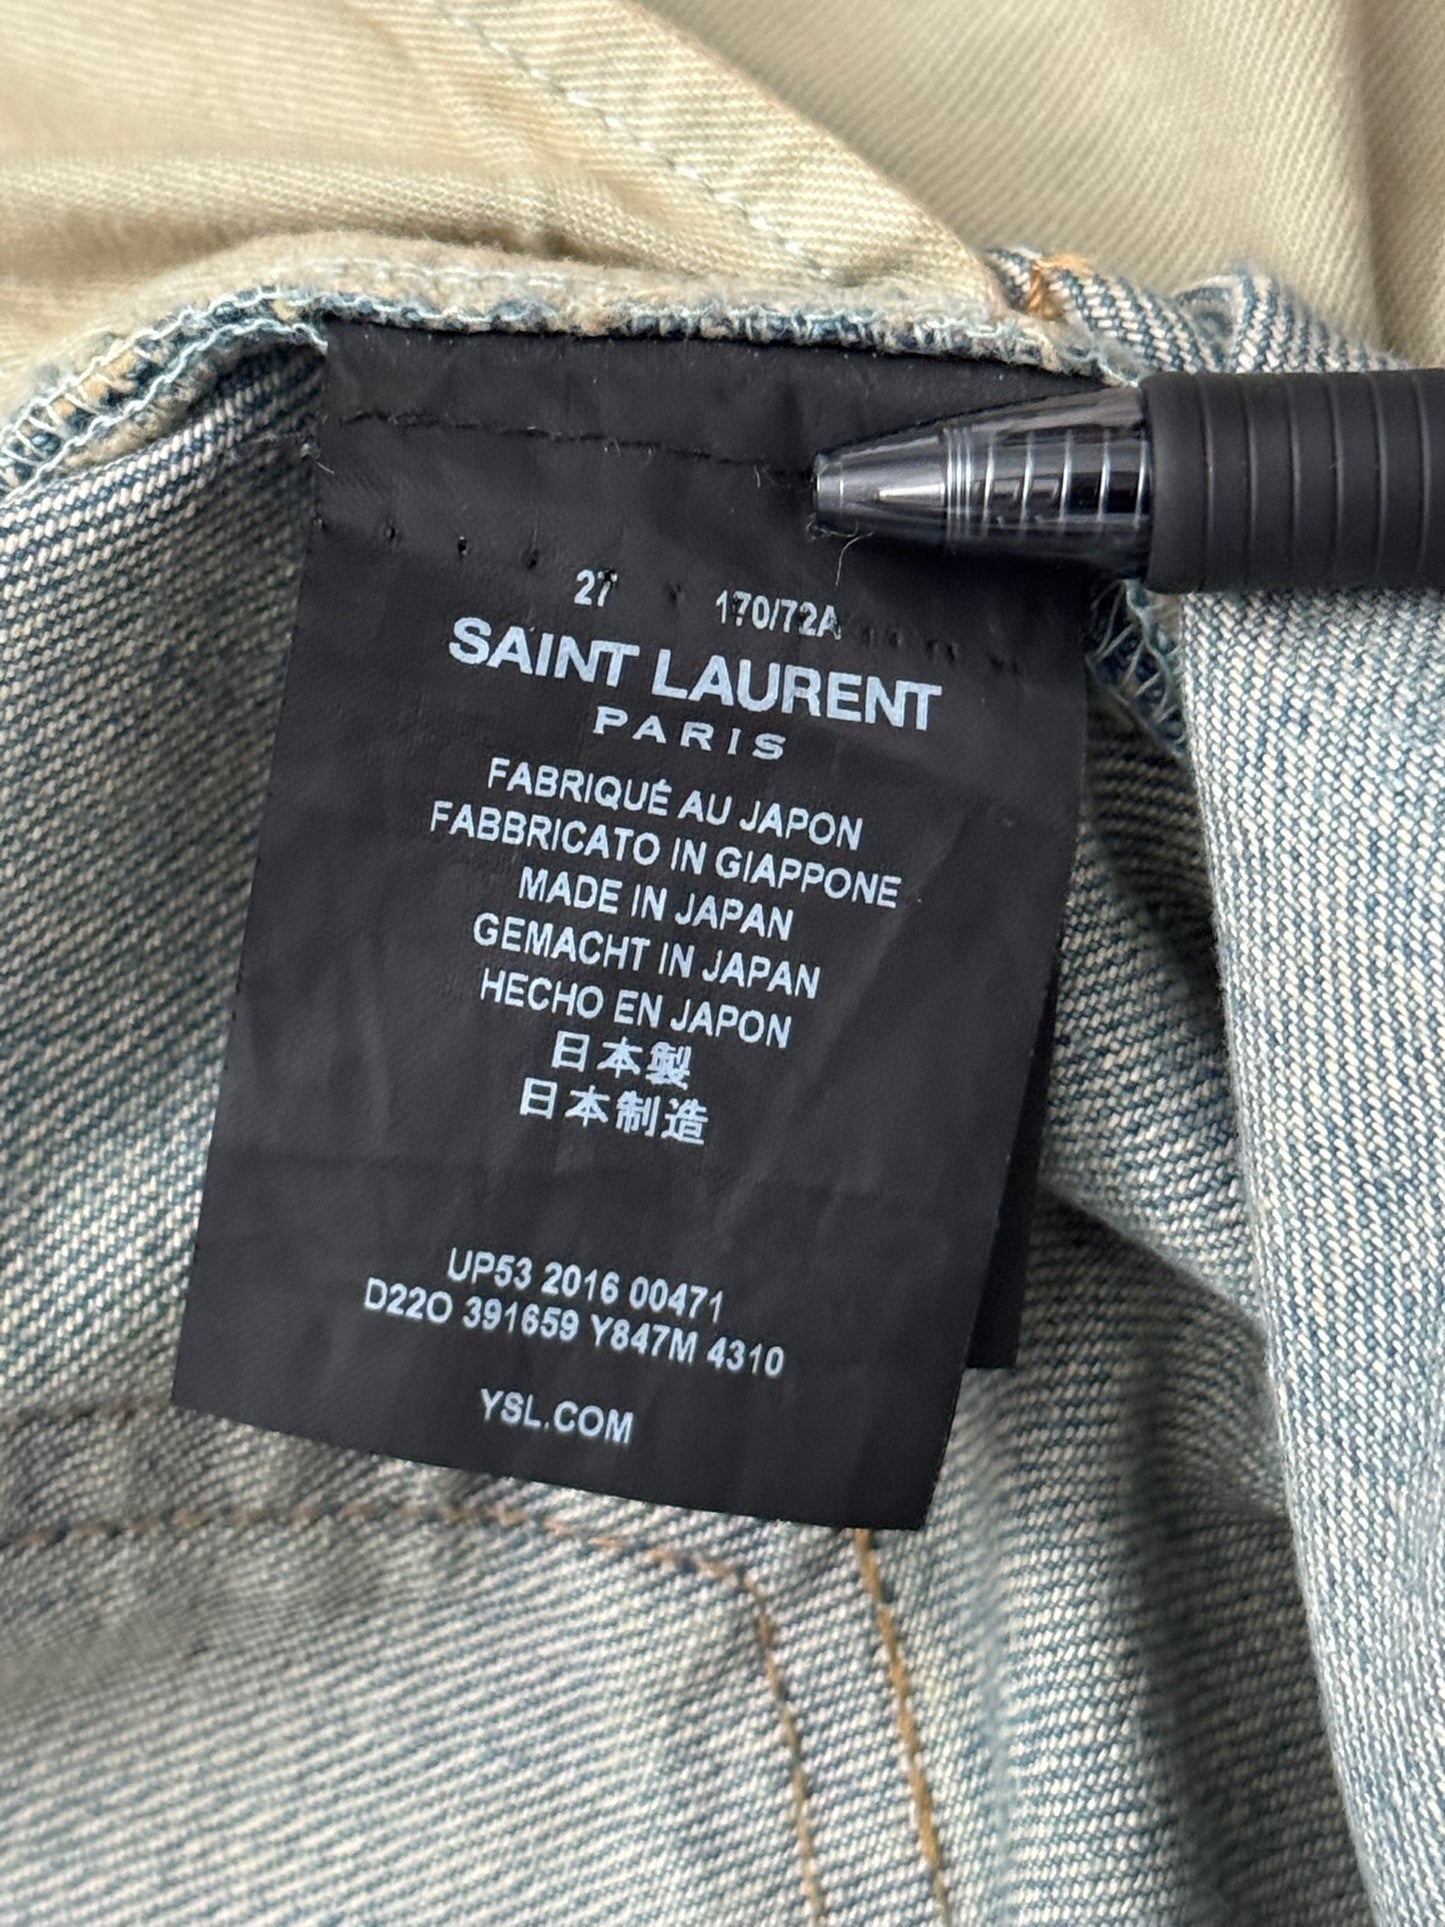 27 170/72A
SAINT LAURENT
PARIS
FABRIQUÉ AU JAPON
FABBRICATO IN GIAPPONE
MADE IN JAPAN
GEMACHT IN JAPAN
HECHO EN JAPON
日本製
日本制造
UP53 2016 00471
D22O 391659 Y847M 4310
YSL.COM